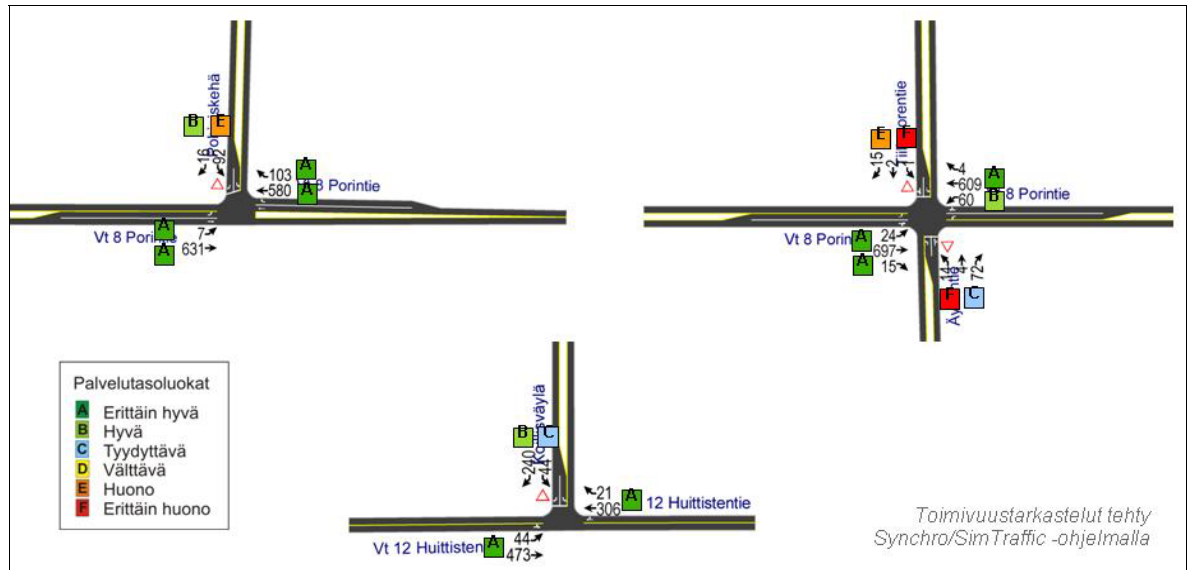 B E
16
92
103 A
580 A
8 Porintie
A
Vt 8 Porintie
7
A
631
E F
15
2
1
4
609 A
60 B
8 Porintie
A 24
Vt 8 Porin
697
A 15
14
4
72
F C
B C
240
44
21 A
306
12 Huittistentie
44
Vt 12 Huittisten
A
473
Palvelutasoluokat
A Erittäin hyvä
B Hyvä
C Tyydyttävä
D Välttävä
E Huono
F Erittäin huono
Toimivuustarkastelut tehty
Synchro/SimTraffic -ohjelmalla